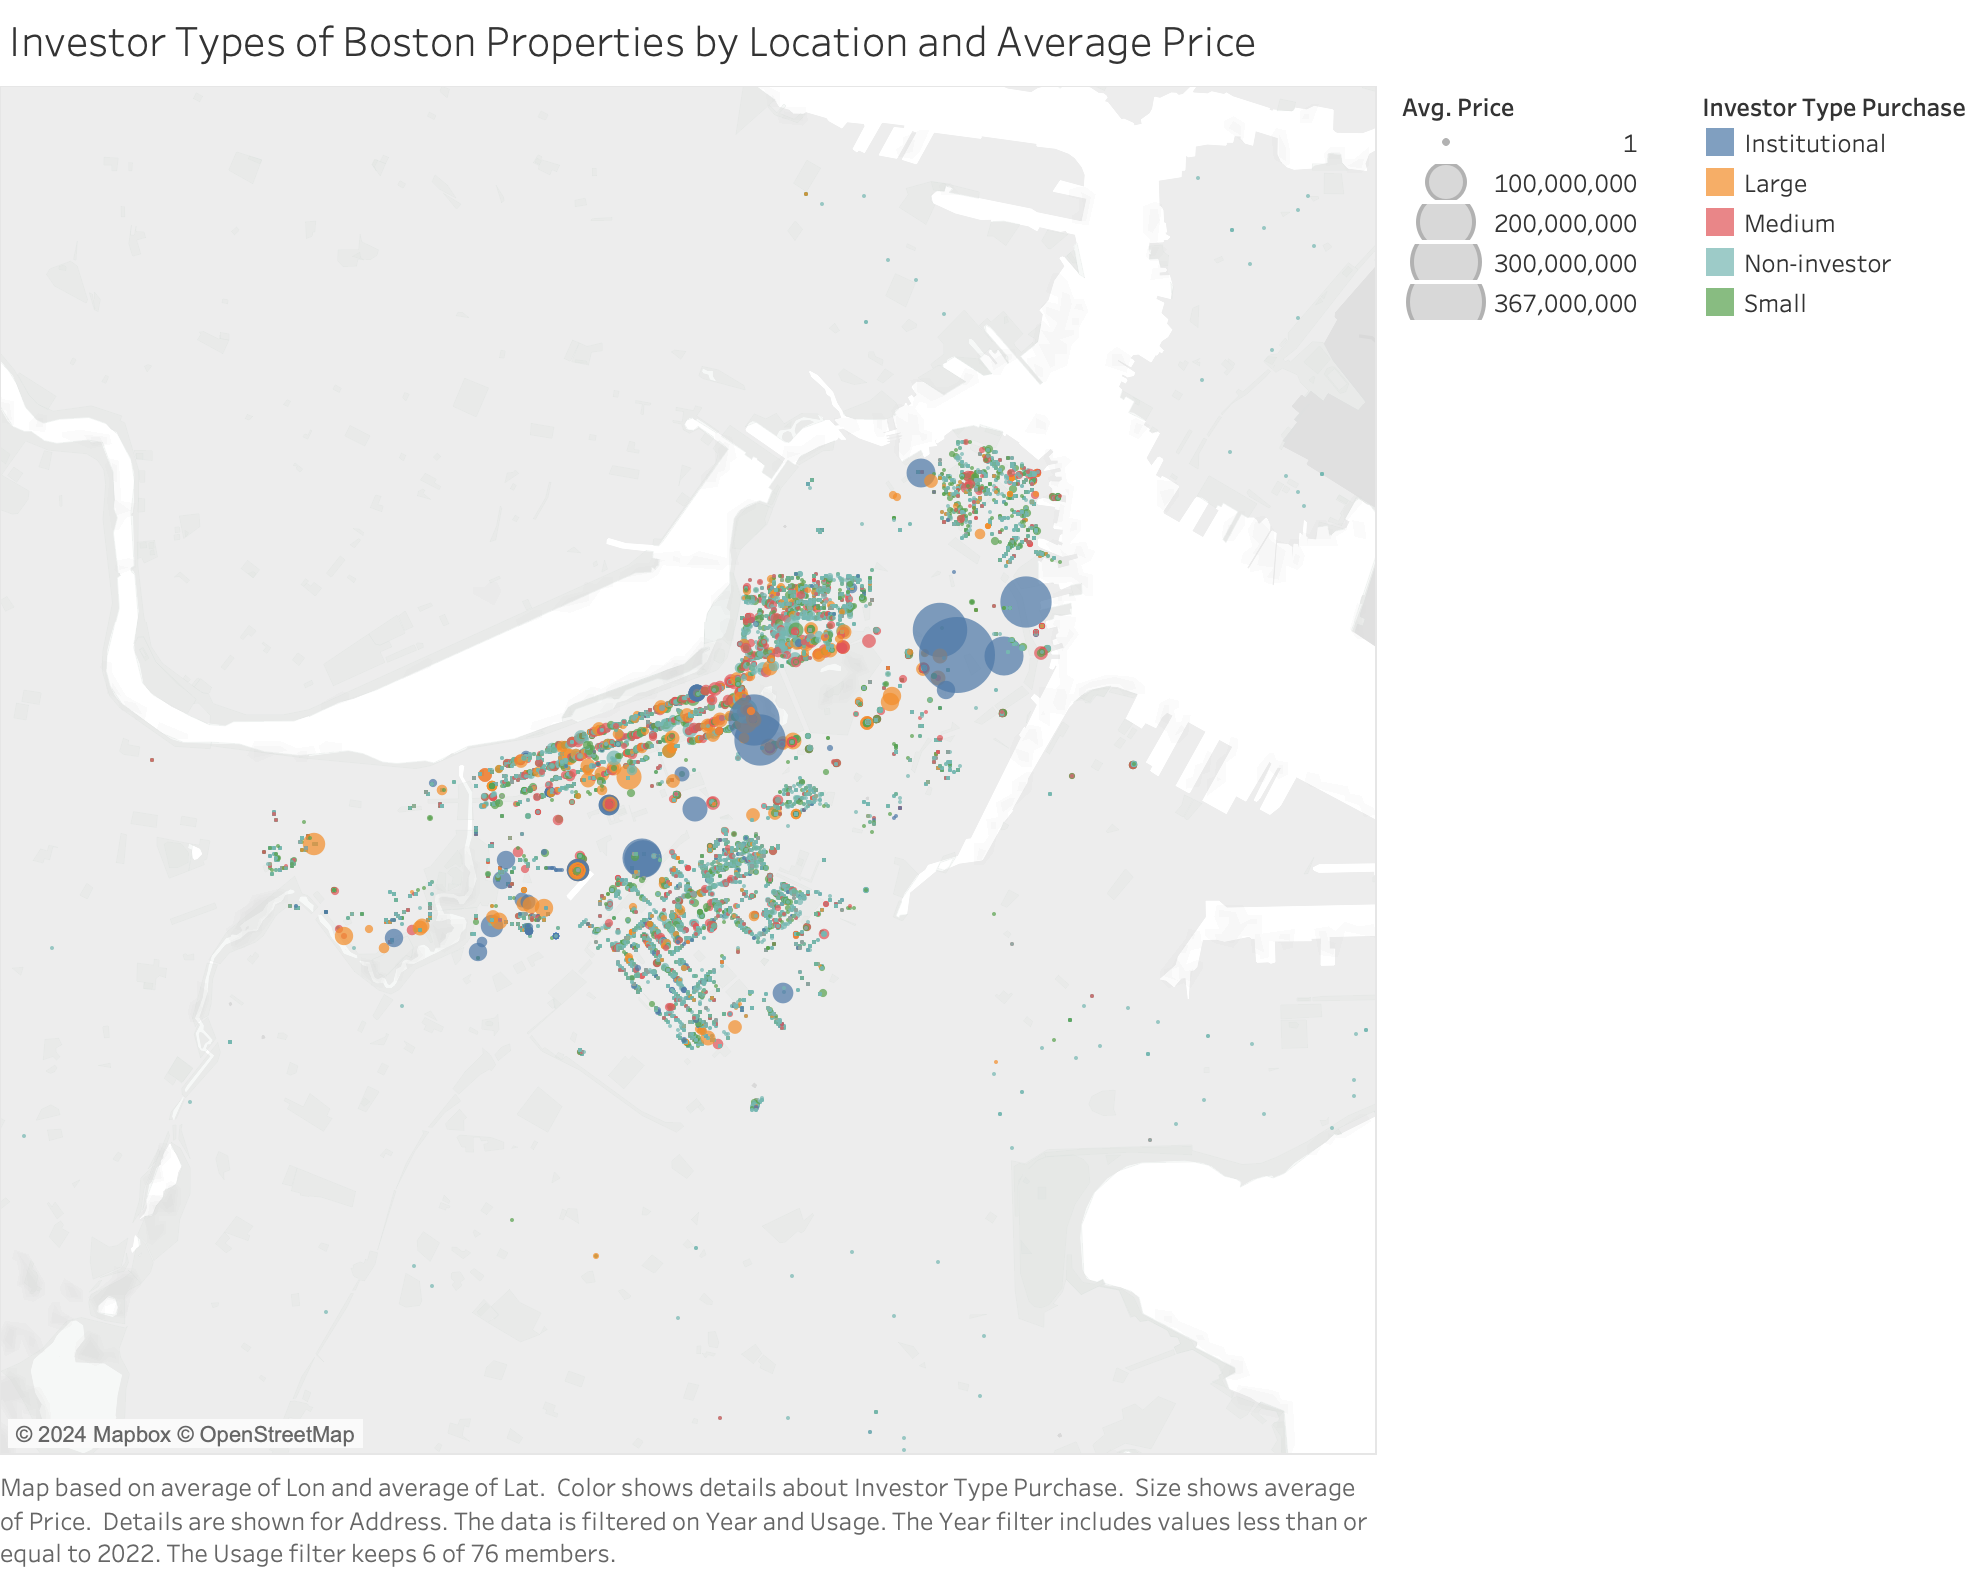 Investor Types of Boston Properties by Location and Average Price
Avg. Price
1
100,000,000
200,000,000
300,000,000
367,000,000
Investor Type Purchase
Institutional
Large
Medium
Non-investor
Small
© 2024 Mapbox © OpenStreetMap
Map based on average of Lon and average of Lat.  Color shows details about Investor Type Purchase.  Size shows average
of Price.  Details are shown for Address. The data is filtered on Year and Usage. The Year filter includes values less than or
equal to 2022. The Usage filter keeps 6 of 76 members.